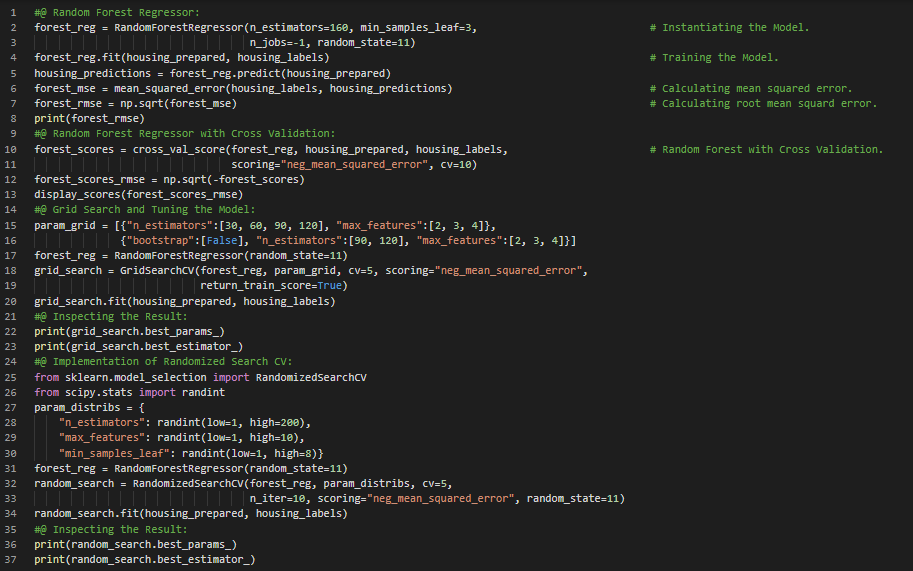 1 #@ Random Forest Regressor:
2 forest_reg = RandomForestRegressor(n_estimators=160, min_samples_leaf=3, # Instantiating the Model.
3 n_jobs=-1, random_state=11)
4 forest_reg.fit(housing_prepared, housing_labels) # Training the Model.
5 housing_predictions = forest_reg.predict(housing_prepared)
6 forest_mse = mean_squared_error(housing_labels, housing_predictions) # Calculating mean squared error.
7 forest_rmse = np.sqrt(forest_mse) # Calculating root mean squard error.
8 print(forest_rmse)
9 #@ Random Forest Regressor with Cross Validation:
10 forest_scores = cross_val_score(forest_reg, housing_prepared, housing_labels, # Random Forest with Cross Validation.
11 scoring="neg_mean_squared_error", cv=10)
12 forest_scores_rmse = np.sqrt(-forest_scores)
13 display_scores(forest_scores_rmse)
14 #@ Grid Search and Tuning the Model:
15 param_grid = [{"n_estimators":[30, 60, 90, 120], "max_features":[2, 3, 4]},
16 {"bootstrap":[False], "n_estimators":[90, 120], "max_features":[2, 3, 4]}]
17 forest_reg = RandomForestRegressor(random_state=11)
18 grid_search = GridSearchCV(forest_reg, param_grid, cv=5, scoring="neg_mean_squared_error",
19 return_train_score=True)
20 grid_search.fit(housing_prepared, housing_labels)
21 #@ Inspecting the Result:
22 print(grid_search.best_params_)
23 print(grid_search.best_estimator_)
24 #@ Implementation of Randomized Search CV:
25 from sklearn.model_selection import RandomizedSearchCV
26 from scipy.stats import randint
27 param_distribs = {
28 "n_estimators": randint(low=1, high=200),
29 "max_features": randint(low=1, high=10),
30 "min_samples_leaf": randint(low=1, high=8)}
31 forest_reg = RandomForestRegressor(random_state=11)
32 random_search = RandomizedSearchCV(forest_reg, param_distribs, cv=5,
33 n_iter=10, scoring="neg_mean_squared_error", random_state=11)
34 random_search.fit(housing_prepared, housing_labels)
35 #@ Inspecting the Result:
36 print(random_search.best_params_)
37 print(random_search.best_estimator_)